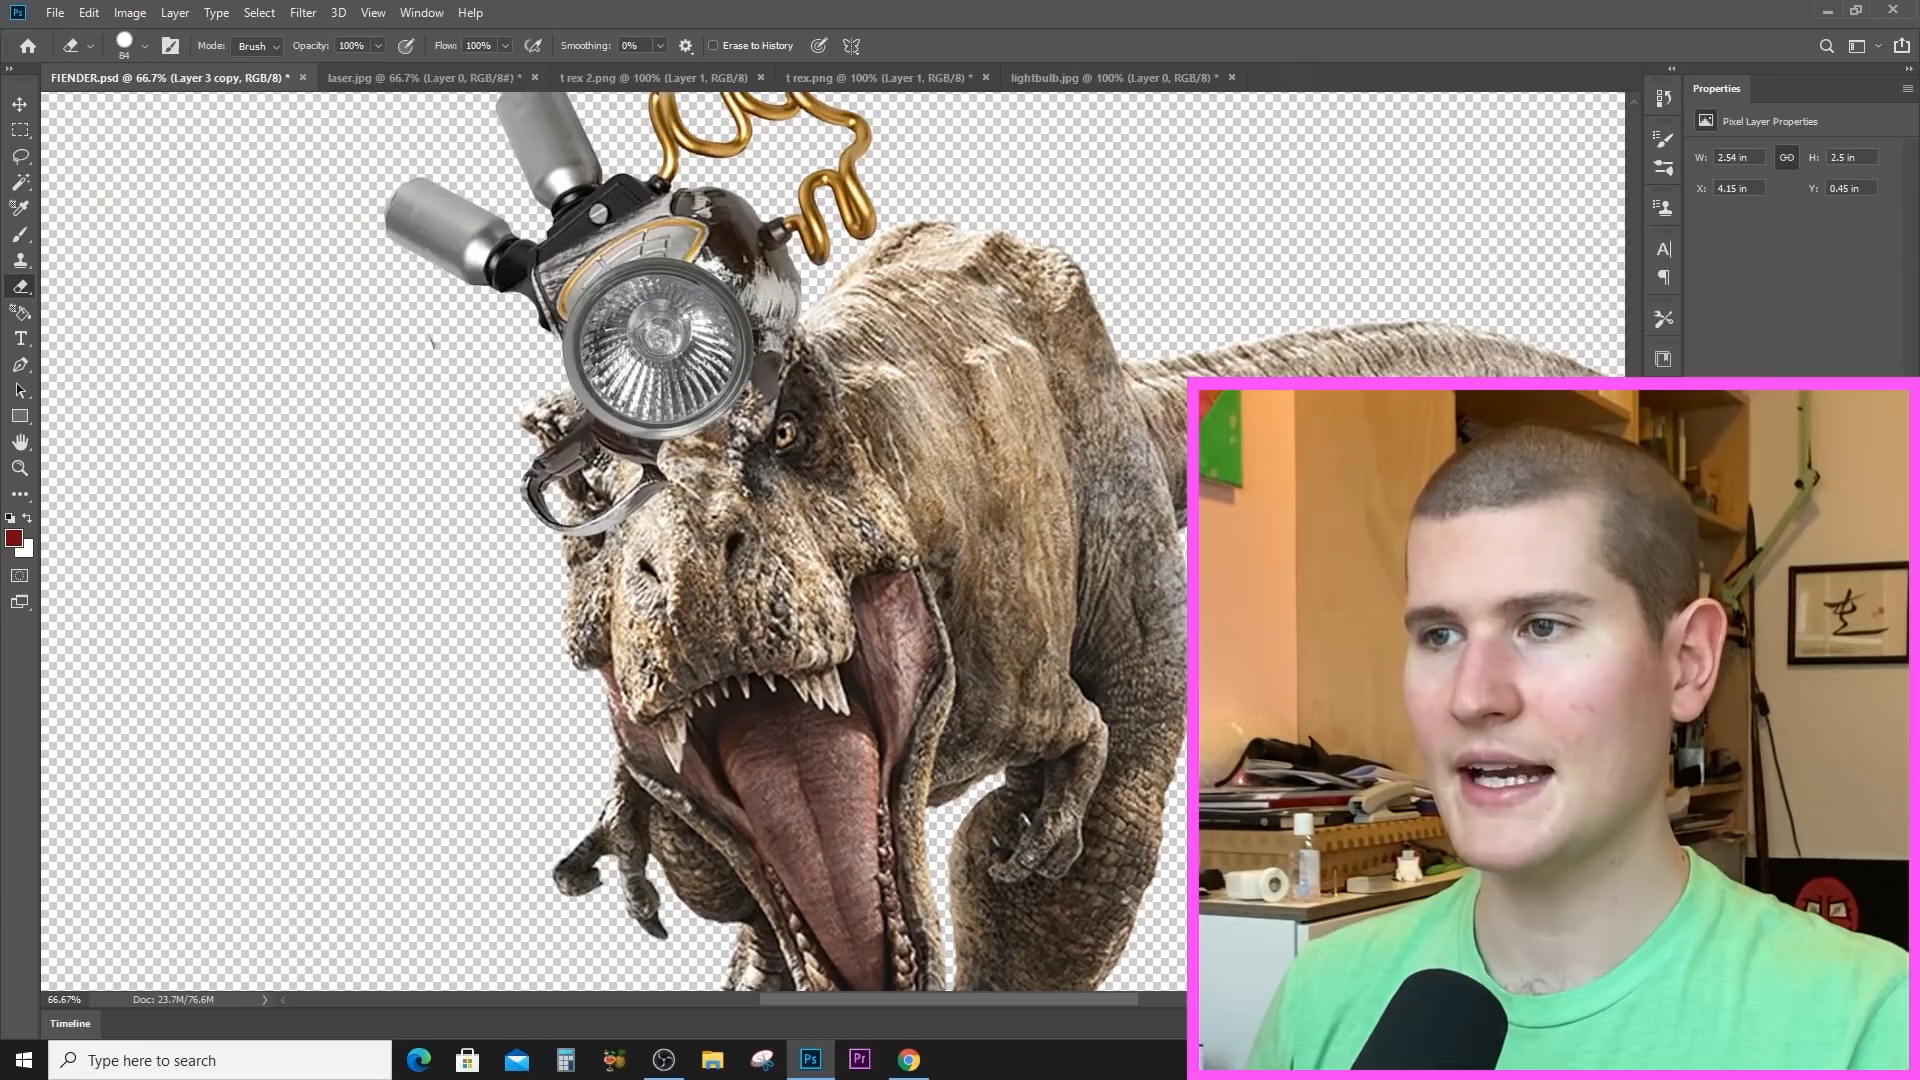 Ps File Edit Image Layer Type Select Filter 3D View Window Help
84 Mode: Brush Opacity: 100% Flow: 100% Smoothing: 0% Erase to History
FIENDER.psd @ 66.7% (Layer 3 copy, RGB/8) * laser.jpg @ 66.7% (Layer 0, RGB/8#) * t rex 2.png @ 100% (Layer 1, RGB/8) t rex.png @ 100% (Layer 1, RGB/8) * lightbulb.jpg @ 100% (Layer 0, RGB/8) *
Properties
Pixel Layer Properties
W: 2.54 in H: 2.5 in
X: 4.15 in Y: 0.45 in
66.67% Doc: 23.7M/76.6M
Timeline
Type here to search Ps Pr